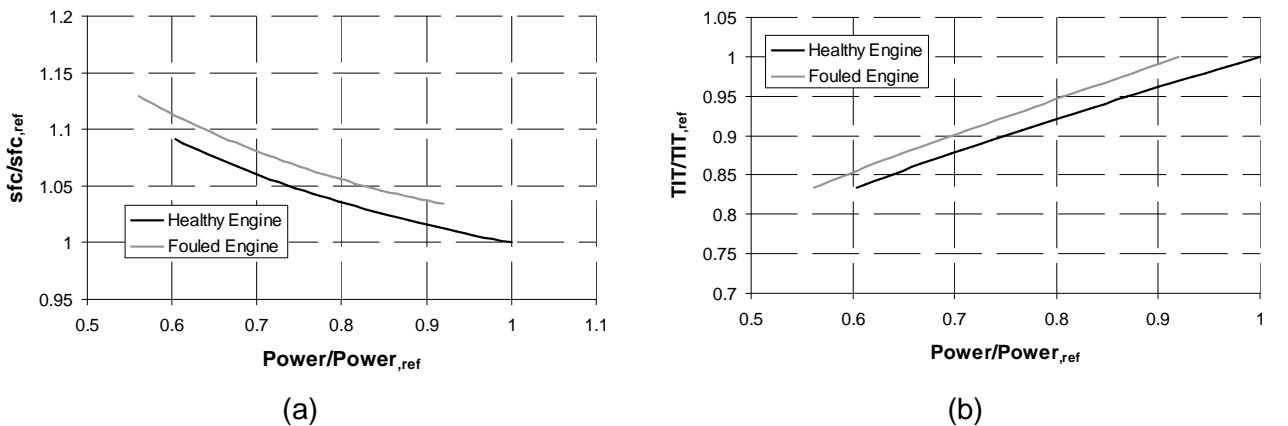 1.2
1.15
1.1
1.05
1
0.95
sfc/sfc,ref
Healthy Engine
Fouled Engine
0.5 0.6 0.7 0.8 0.9 1 1.1
Power/Power,ref
(a)
1.05
1
0.95
0.9
0.85
0.8
0.75
0.7
TIT/TIT,ref
Healthy Engine
Fouled Engine
0.5 0.6 0.7 0.8 0.9 1
Power/Power,ref
(b)